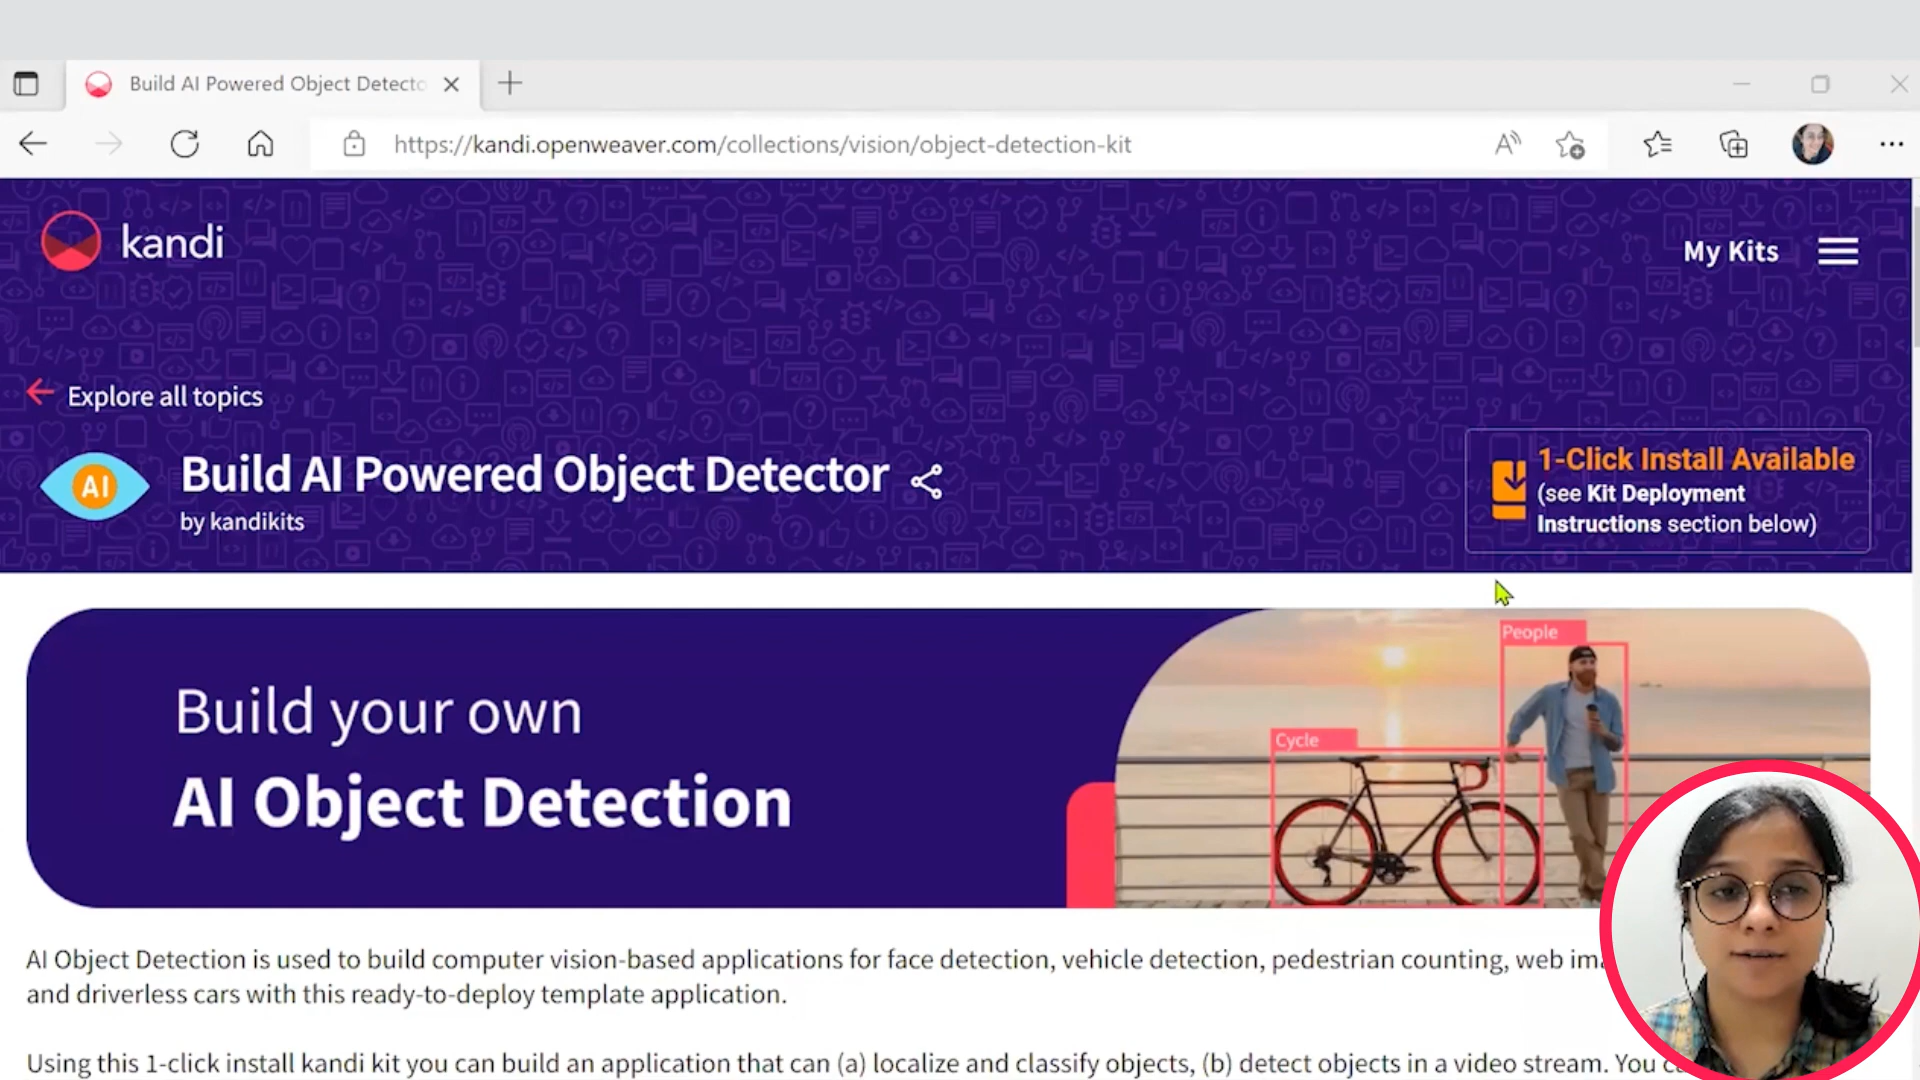 Build AI Powered Object Detecto
https://kandi.openweaver.com/collections/vision/object-detection-kit
kandi
My Kits
Explore all topics
AI
Build AI Powered Object Detector
by kandikits
1-Click Install Available
(see Kit Deployment
Instructions section below)
Build your own
AI Object Detection
People
Cycle
AI Object Detection is used to build computer vision-based applications for face detection, vehicle detection, pedestrian counting, web
and driverless cars with this ready-to-deploy template application.
Using this 1-click install kandi kit you can build an application that can (a) localize and classify objects, (b) detect objects in a video stream. You